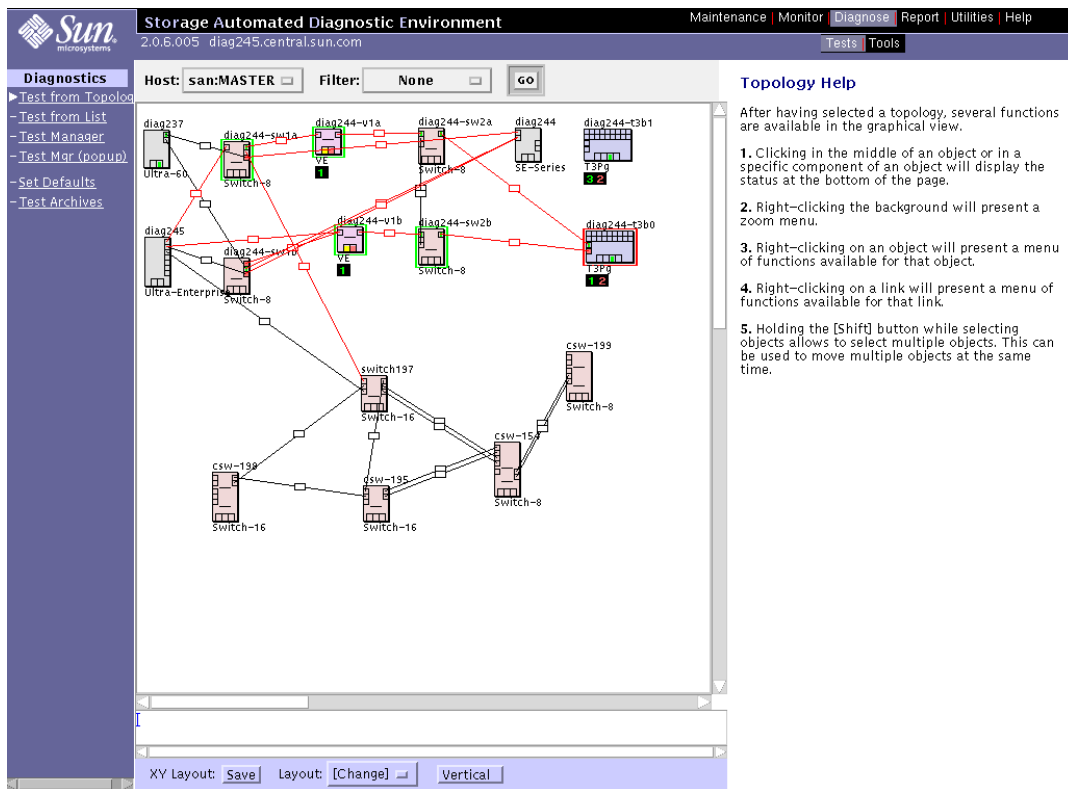 Sun
microsystems
Storage Automated Diagnostic Environment
2.0.6.005 diag245.central.sun.com
Maintenance | Monitor | Diagnose | Report | Utilities | Help
Tests | Tools
Diagnostics
Test from Topolog
Test from List
Test Manager
Test Mgr (popup)
Set Defaults
Test Archives
Host: san:MASTER Filter: None GO
diag237
Ultra-60
diag244-sw1a
Switch-8
diag244-v1a
VE
1
diag244-sw2a
Switch-8
diag244
SE-Series
diag244-t3b1
T3Pg
3 2
diag245
Ultra-Enterpris
diag244-sw1b
Switch-8
diag244-v1b
VE
1
diag244-sw2b
Switch-8
diag244-t3b0
T3Pg
1 2
switch197
Switch-16
csw-199
Switch-8
csw-15
Switch-8
csw-199
Switch-16
csw-195
Switch-16
XY Layout: Save Layout: [Change] Vertical
Topology Help
After having selected a topology, several functions
are available in the graphical view.
1. Clicking in the middle of an object or in a
specific component of an object will display the
status at the bottom of the page.
2. Right-clicking the background will present a
zoom menu.
3. Right-clicking on an object will present a menu
of functions available for that object.
4. Right-clicking on a link will present a menu of
functions available for that link.
5. Holding the [Shift] button while selecting
objects allows to select multiple objects. This can
be used to move multiple objects at the same
time.